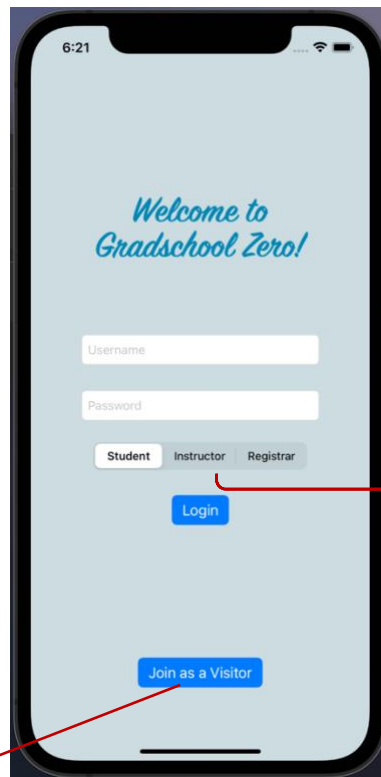 6:21
Welcome to
Gradschool Zero!
Username
Password
Student Instructor Registrar
Login
Join as a Visitor